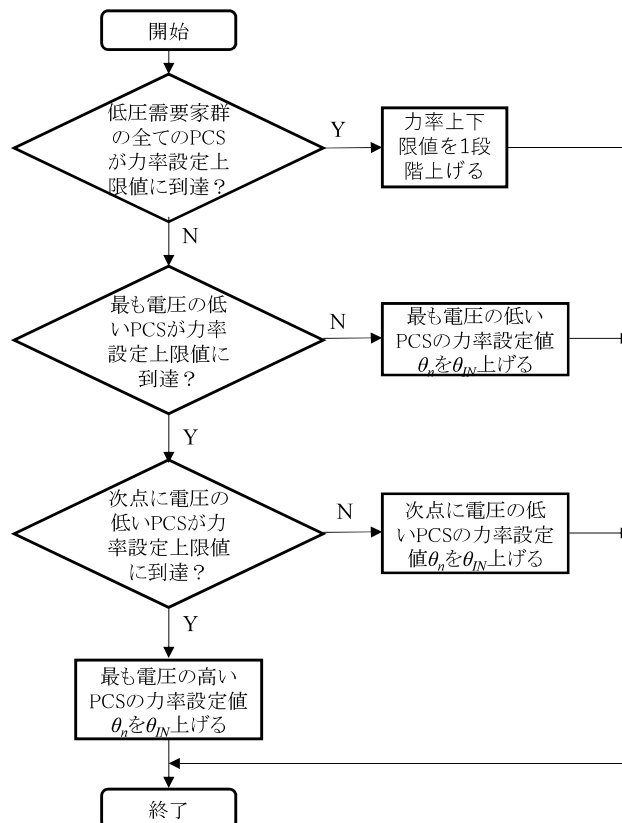 開始
低圧需要家群
の全てのPCS
が力率設定上
限値に到達？
Y
力率上下
限値を1段
階上げる
N
最も電圧の低
いPCSが力率
設定上限値に
到達？
N
最も電圧の低い
PCSの力率設定値
θnをθIN上げる
Y
次点に電圧の
低いPCSが力
率設定上限値
に到達？
N
次点に電圧の低
いPCSの力率設定
値θnをθIN上げる
Y
最も電圧の高い
PCSの力率設定値
θnをθIN上げる
終了